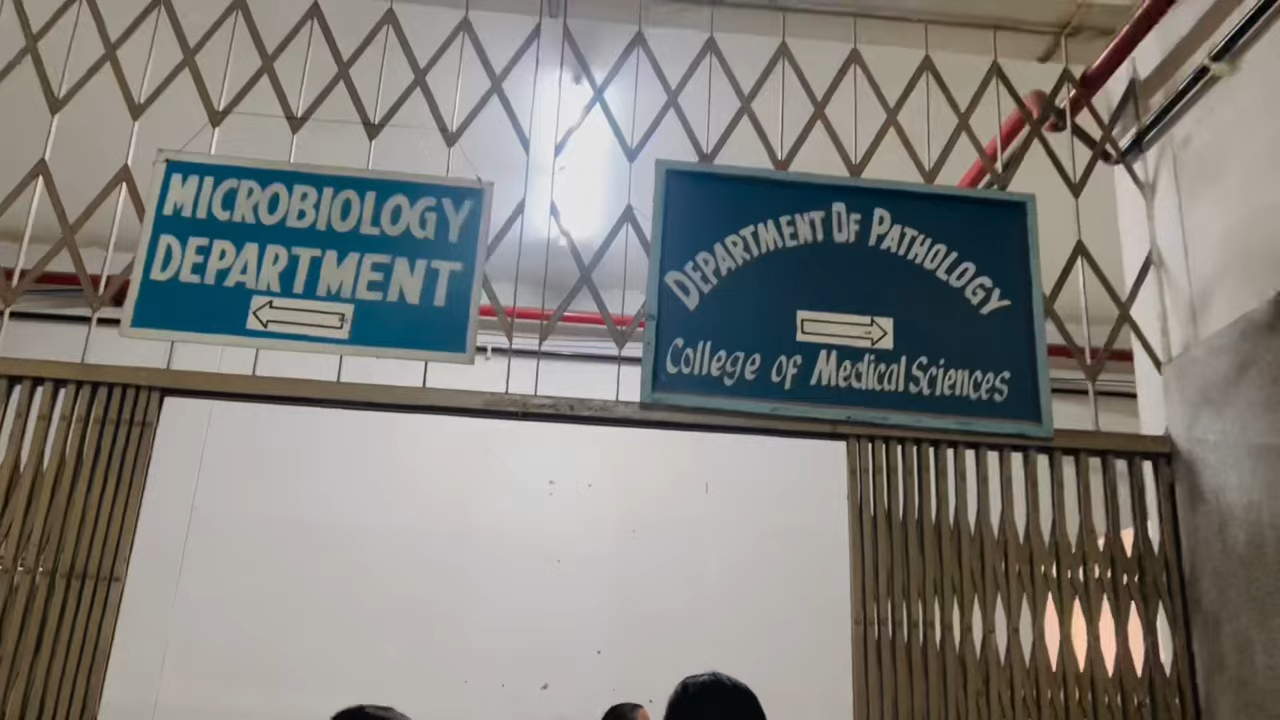 MICROBIOLOGY
DEPARTMENT
DEPARTMENT OF PATHOLOGY
College of Medical Sciences